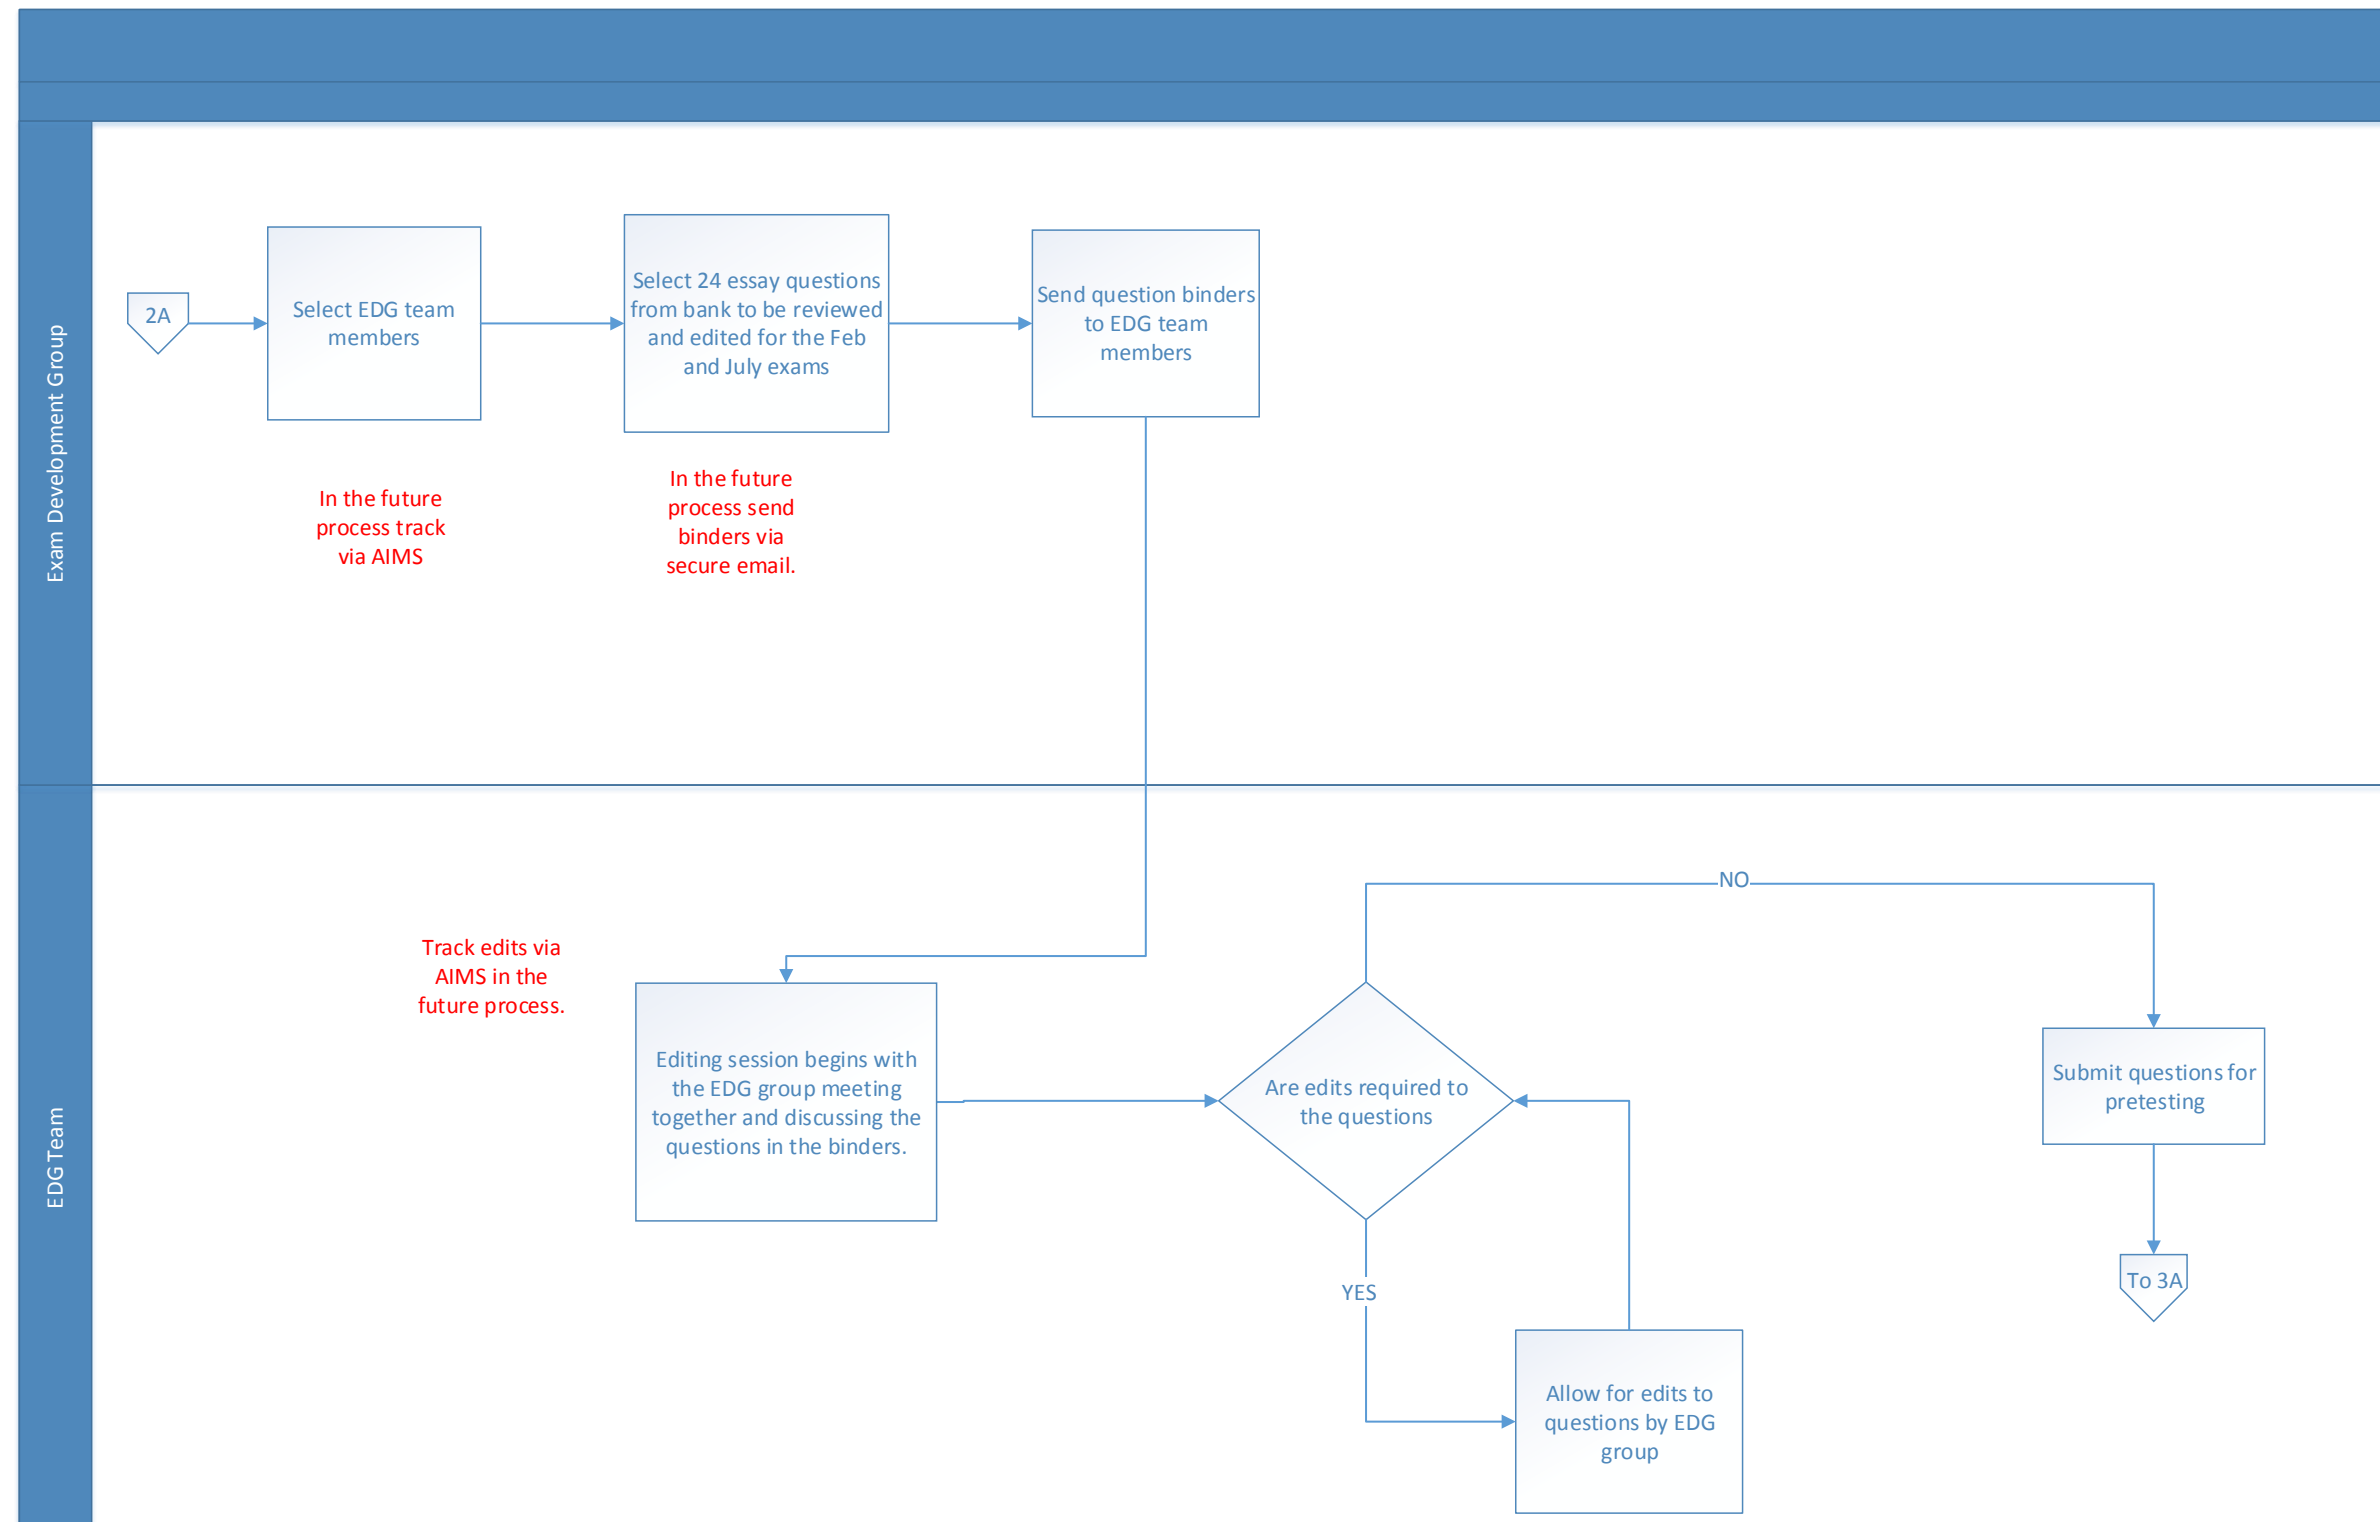 Exam Development Group
2A
Select EDG team
members
Select 24 essay questions
from bank to be reviewed
and edited for the Feb
and July exams
Send question binders
to EDG team
members
In the future
process track
via AIMS
In the future
process send
binders via
secure email.
EDG Team
Track edits via
AIMS in the
future process.
Editing session begins with
the EDG group meeting
together and discussing the
questions in the binders.
Are edits required to
the questions
NO
YES
Allow for edits to
questions by EDG
group
Submit questions for
pretesting
To 3A